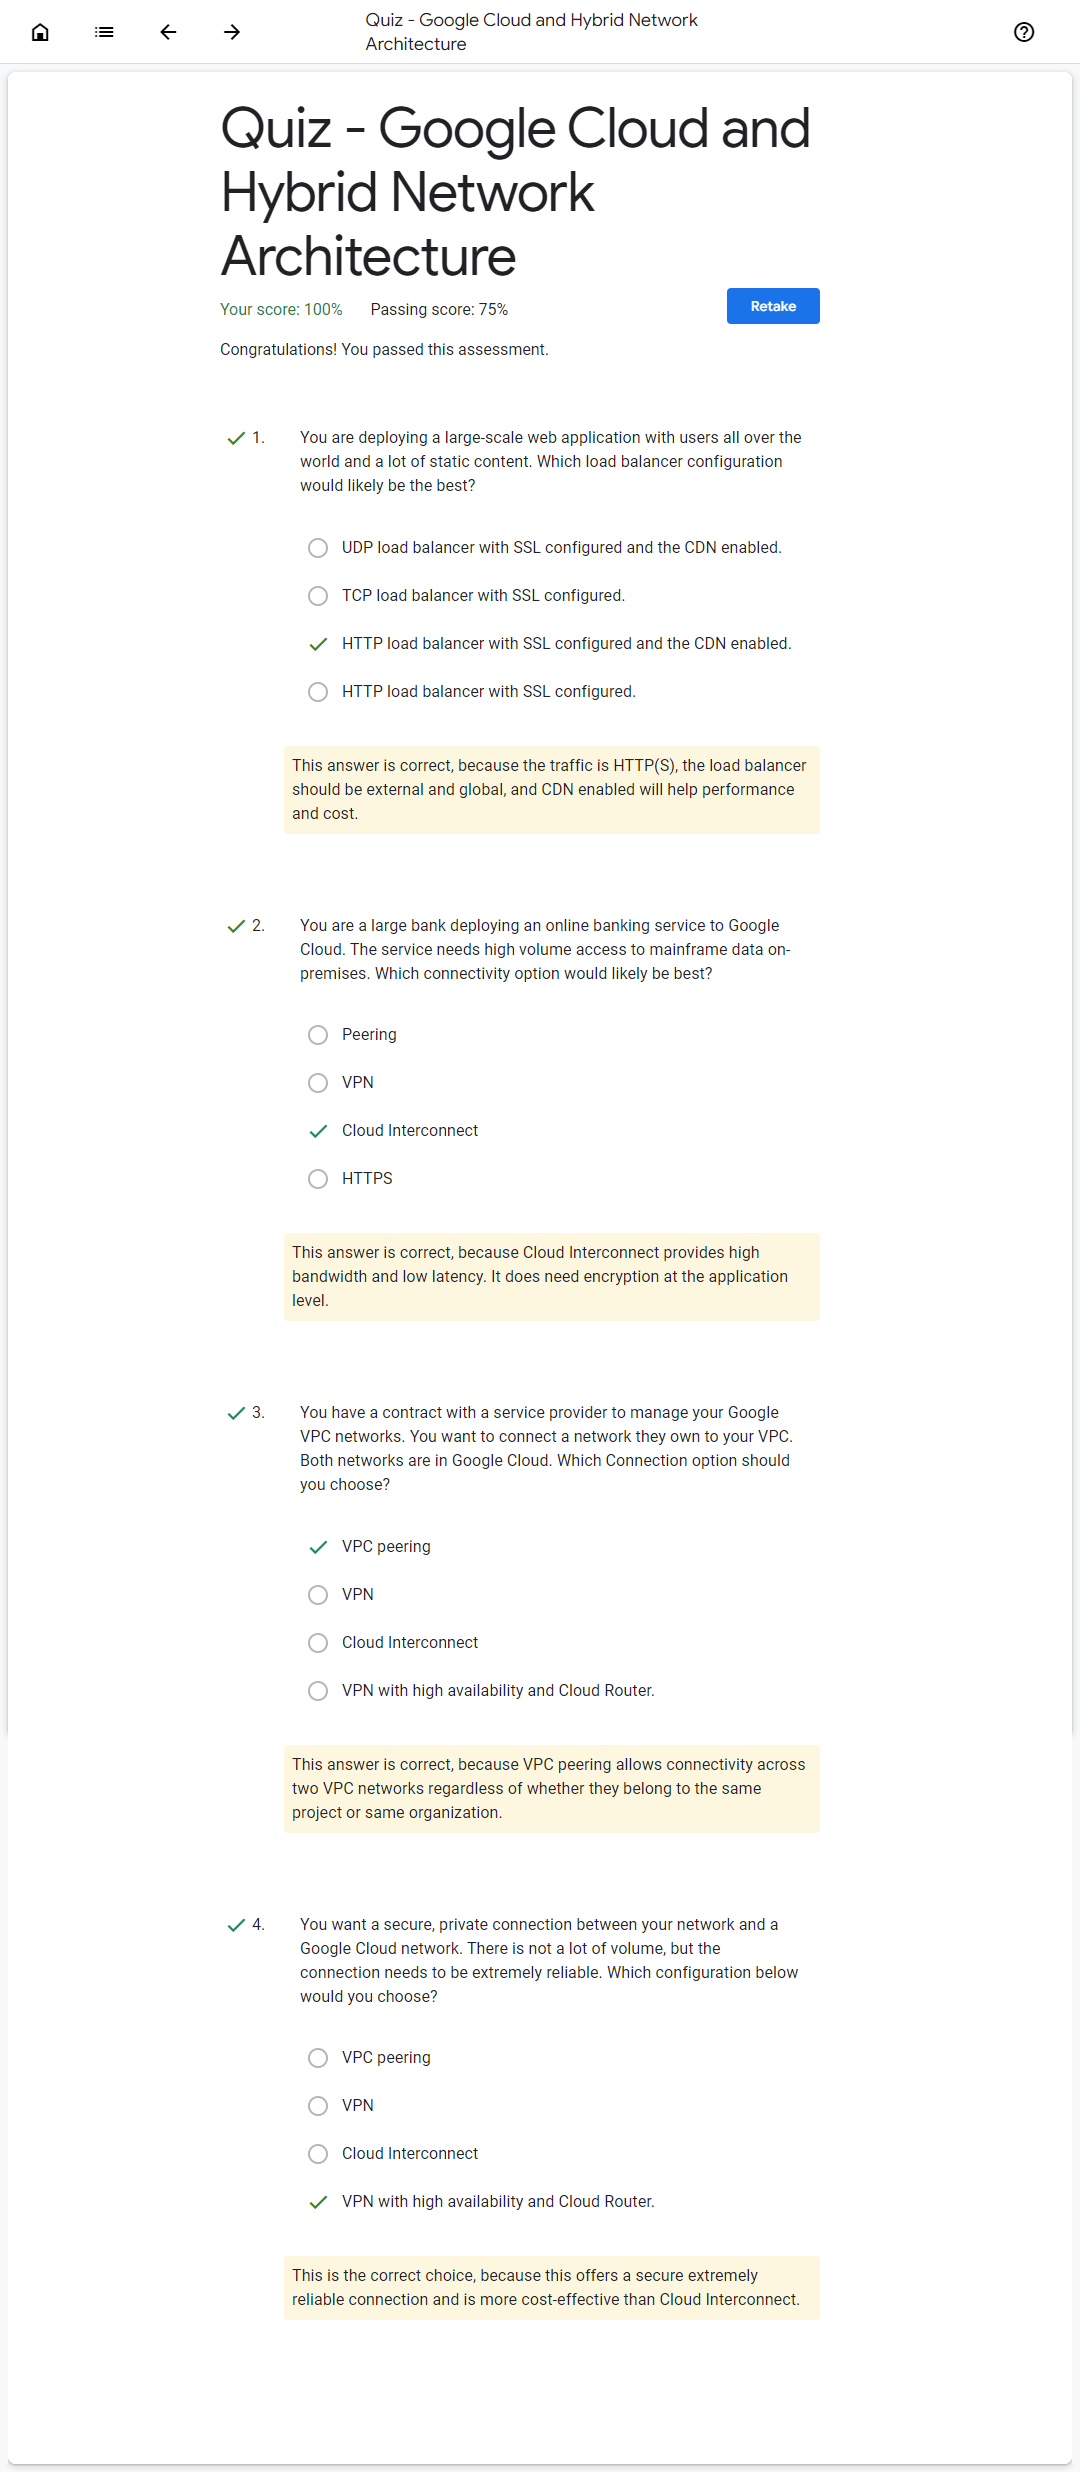 Quiz - Google Cloud and Hybrid Network
Architecture
Quiz - Google Cloud and
Hybrid Network
Architecture
Your score: 100% Passing score: 75%
Retake
Congratulations! You passed this assessment.
1. You are deploying a large-scale web application with users all over the
world and a lot of static content. Which load balancer configuration
would likely be the best?
UDP load balancer with SSL configured and the CDN enabled.
TCP load balancer with SSL configured.
HTTP load balancer with SSL configured and the CDN enabled.
HTTP load balancer with SSL configured.
This answer is correct, because the traffic is HTTP(S), the load balancer
should be external and global, and CDN enabled will help performance
and cost.
2. You are a large bank deploying an online banking service to Google
Cloud. The service needs high volume access to mainframe data on-
premises. Which connectivity option would likely be best?
Peering
VPN
Cloud Interconnect
HTTPS
This answer is correct, because Cloud Interconnect provides high
bandwidth and low latency. It does need encryption at the application
level.
3. You have a contract with a service provider to manage your Google
VPC networks. You want to connect a network they own to your VPC.
Both networks are in Google Cloud. Which Connection option should
you choose?
VPC peering
VPN
Cloud Interconnect
VPN with high availability and Cloud Router.
This answer is correct, because VPC peering allows connectivity across
two VPC networks regardless of whether they belong to the same
project or same organization.
4. You want a secure, private connection between your network and a
Google Cloud network. There is not a lot of volume, but the
connection needs to be extremely reliable. Which configuration below
would you choose?
VPC peering
VPN
Cloud Interconnect
VPN with high availability and Cloud Router.
This is the correct choice, because this offers a secure extremely
reliable connection and is more cost-effective than Cloud Interconnect.